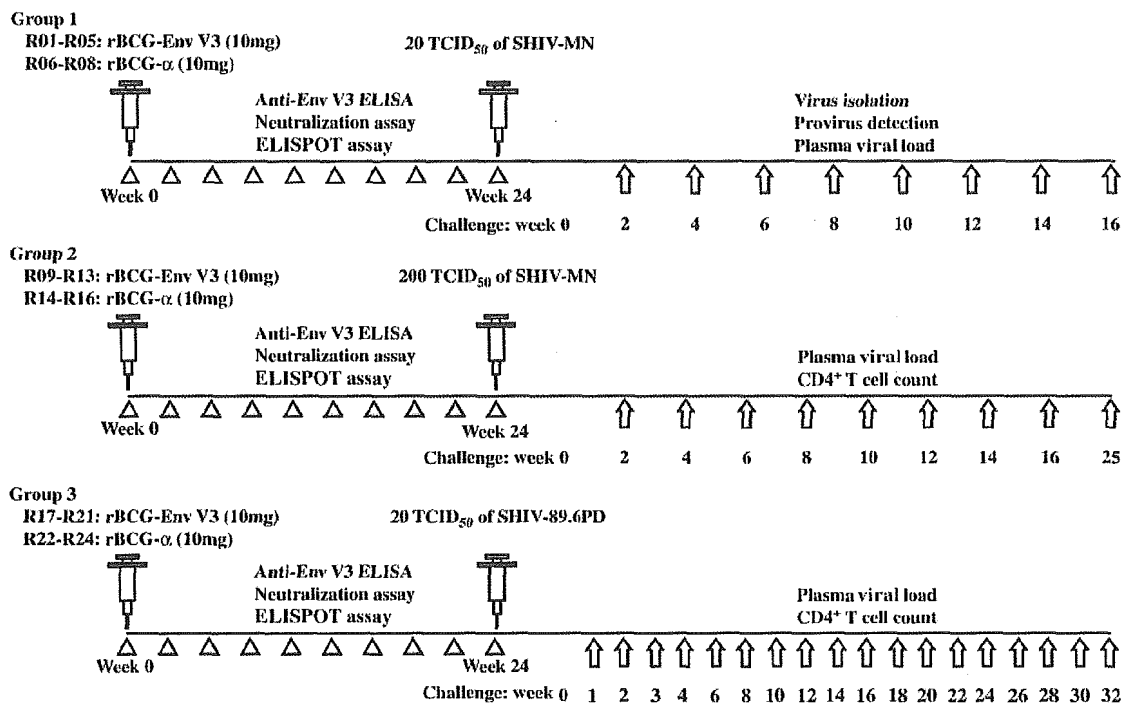 Group 1
R01-R05: rBCG-Env V3 (10mg)
R06-R08: rBCG-α (10mg)
20 TCID50 of SHIV-MN
Anti-Env V3 ELISA
Neutralization assay
ELISPOT assay
Virus isolation
Provirus detection
Plasma viral load
Week 0
Week 24
Challenge: week 0 2 4 6 8 10 12 14 16
Group 2
R09-R13: rBCG-Env V3 (10mg)
R14-R16: rBCG-α (10mg)
200 TCID50 of SHIV-MN
Anti-Env V3 ELISA
Neutralization assay
ELISPOT assay
Plasma viral load
CD4+ T cell count
Week 0
Week 24
Challenge: week 0 2 4 6 8 10 12 14 16 25
Group 3
R17-R21: rBCG-Env V3 (10mg)
R22-R24: rBCG-α (10mg)
20 TCID50 of SHIV-89.6PD
Anti-Env V3 ELISA
Neutralization assay
ELISPOT assay
Plasma viral load
CD4+ T cell count
Week 0
Week 24
Challenge: week 0 1 2 3 4 6 8 10 12 14 16 18 20 22 24 26 28 30 32